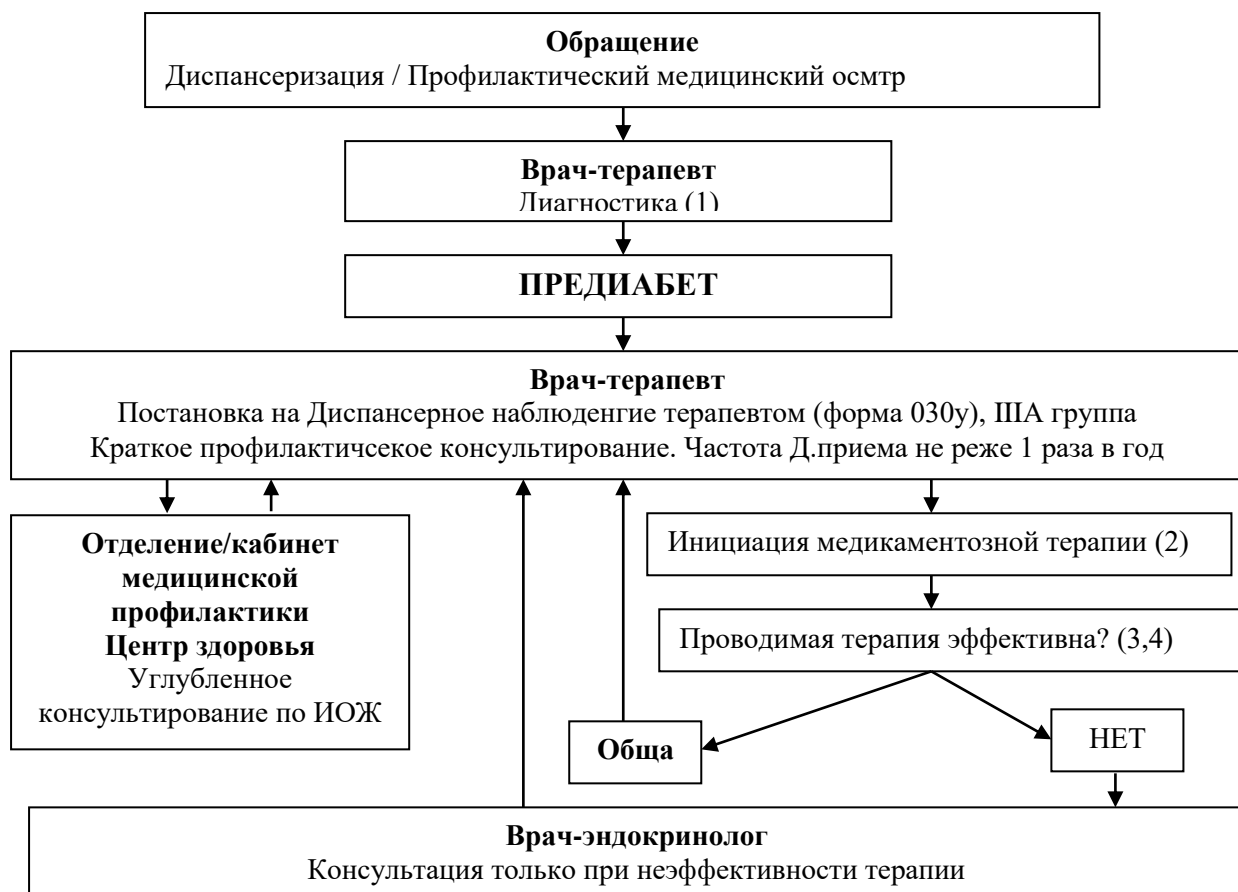 Обращение
Диспансеризация / Профилактический медицинский осмтр
Врач-терапевт
Диагностика (1)
ПРЕДИАБЕТ
Врач-терапевт
Постановка на Диспансерное наблюденгие терапевтом (форма 030у), IIIА группа
Краткое профилактичсекое консультирование. Частота Д.приема не реже 1 раза в год
Отделение/кабинет
медицинской
профилактики
Центр здоровья
Углубленное
консультирование по ИОЖ
Инициация медикаментозной терапии (2)
Проводимая терапия эффективна? (3,4)
Обща
НЕТ
Врач-эндокринолог
Консультация только при неэффективности терапии